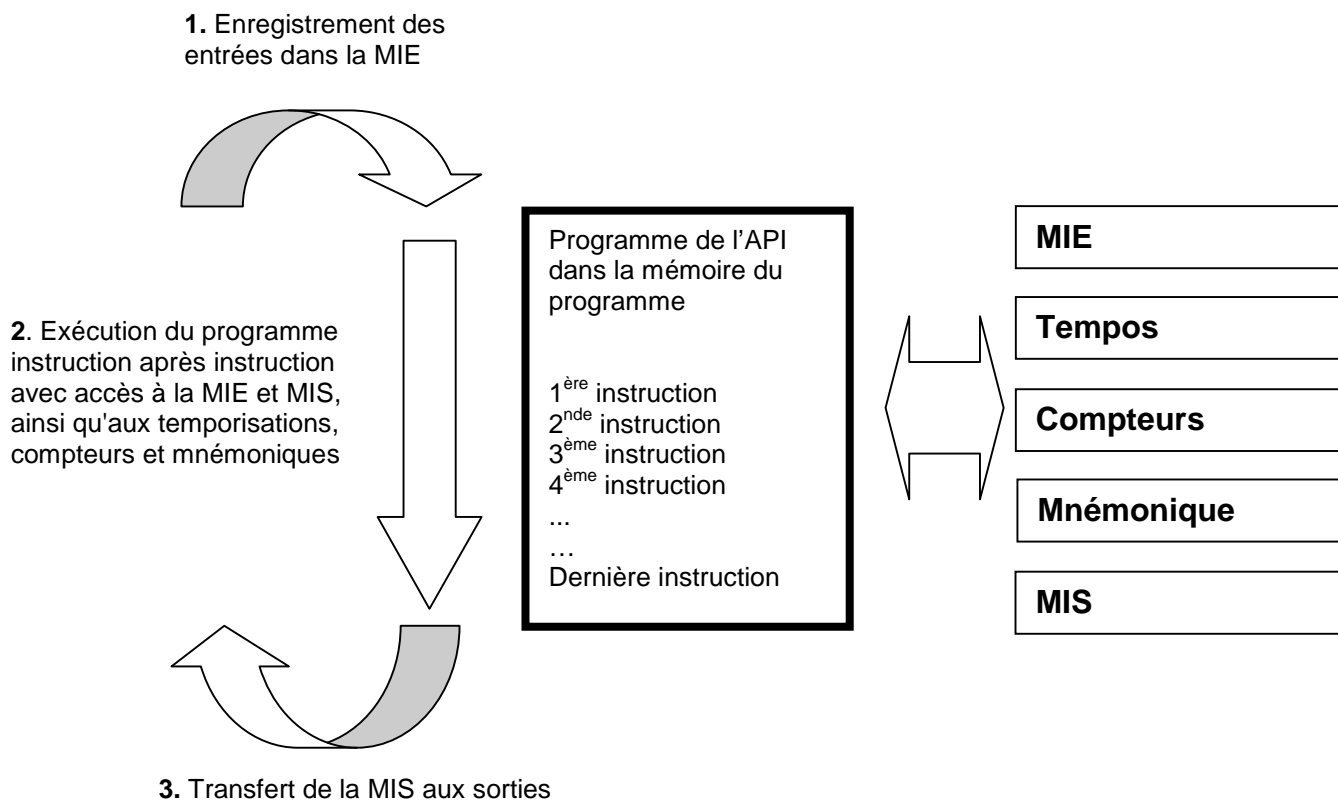 1. Enregistrement des
entrées dans la MIE
2. Exécution du programme
instruction après instruction
avec accès à la MIE et MIS,
ainsi qu'aux temporisations,
compteurs et mnémoniques
Programme de l'API
dans la mémoire du
programme
1ère instruction
2nde instruction
3ème instruction
4ème instruction
...
…
Dernière instruction
MIE
Tempos
Compteurs
Mnémonique
MIS
3. Transfert de la MIS aux sorties